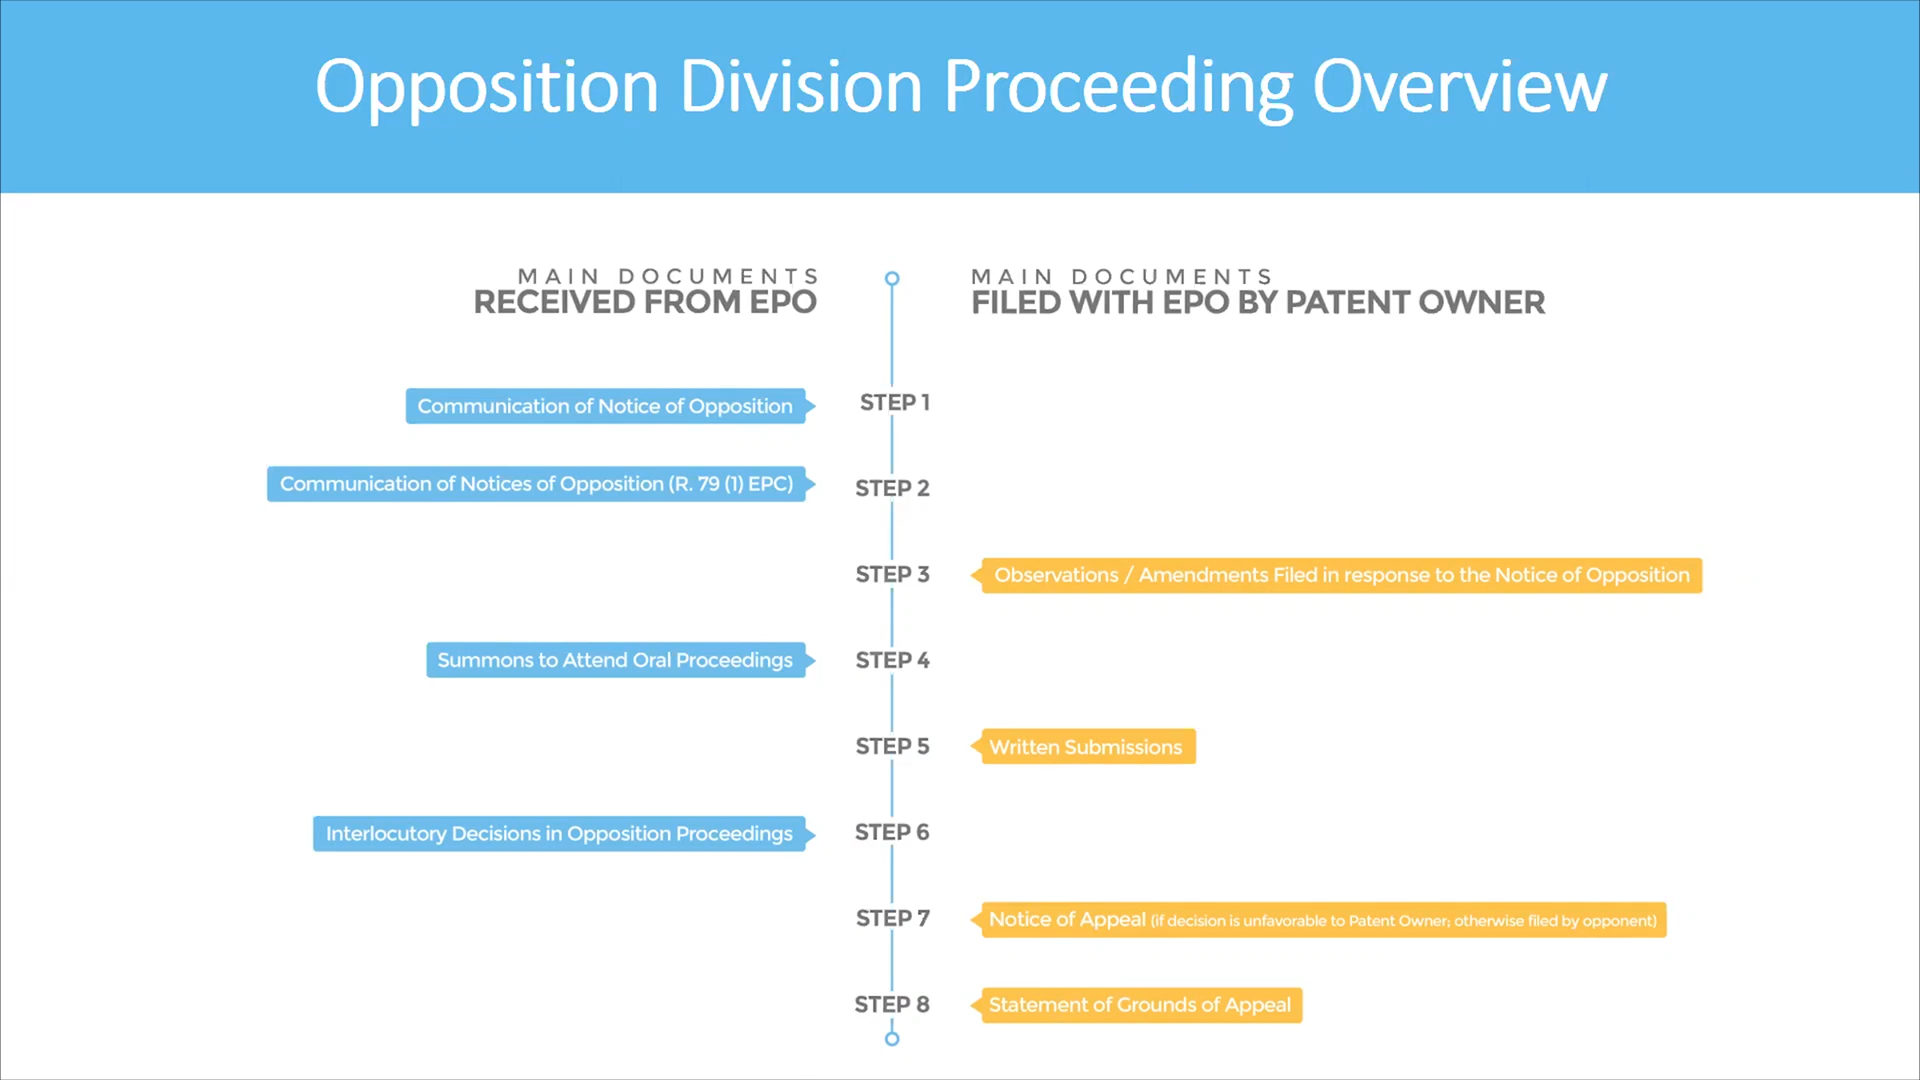 Opposition Division Proceeding Overview
MAIN DOCUMENTS
RECEIVED FROM EPO
MAIN DOCUMENTS
FILED WITH EPO BY PATENT OWNER
Communication of Notice of Opposition
STEP 1
Communication of Notices of Opposition (R. 79 (1) EPC)
STEP 2
STEP 3
Observations / Amendments Filed in response to the Notice of Opposition
Summons to Attend Oral Proceedings
STEP 4
STEP 5
Written Submissions
Interlocutory Decisions in Opposition Proceedings
STEP 6
STEP 7
Notice of Appeal (if decision is unfavorable to Patent Owner; otherwise filed by opponent)
STEP 8
Statement of Grounds of Appeal